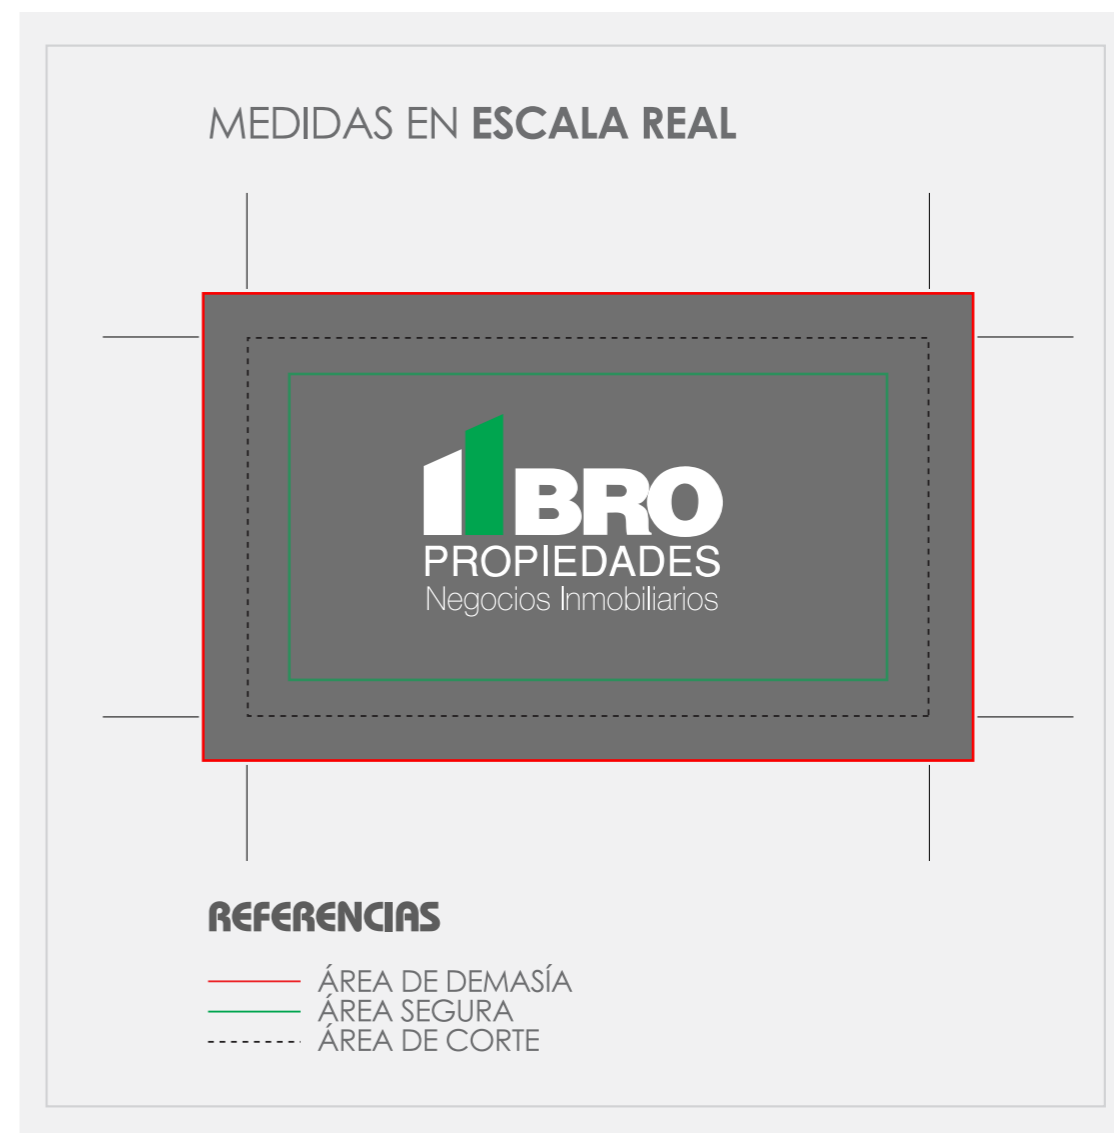 MEDIDAS EN ESCALA REAL
BRO
PROPIEDADES
Negocios Inmobiliarios
REFERENCIAS
ÁREA DE DEMASÍA
ÁREA SEGURA
ÁREA DE CORTE